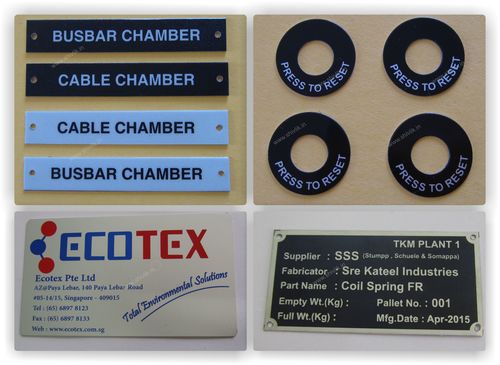 BUSBAR CHAMBER
CABLE CHAMBER
CABLE CHAMBER
BUSBAR CHAMBER
PRESS TO RESET
PRESS TO RESET
PRESS TO RESET
PRESS TO RESET
ECOTEX
Ecotex Pte Ltd
AZ@Paya Lebar, 140 Paya Lebar Road
#05-14/15, Singapore - 409015
Tel : (65) 6897 8123
Fax : (65) 6897 8133
Web : www.ecotex.com.sg
Total Environmental Solutions
TKM PLANT 1
Supplier : SSS (Stumpp , Schuele & Somappa)
Fabricator : Sre Kateel Industries
Part Name : Coil Spring FR
Empty Wt.(Kg) : Pallet No. : 001
Full Wt.(Kg) : Mfg.Date : Apr-2015